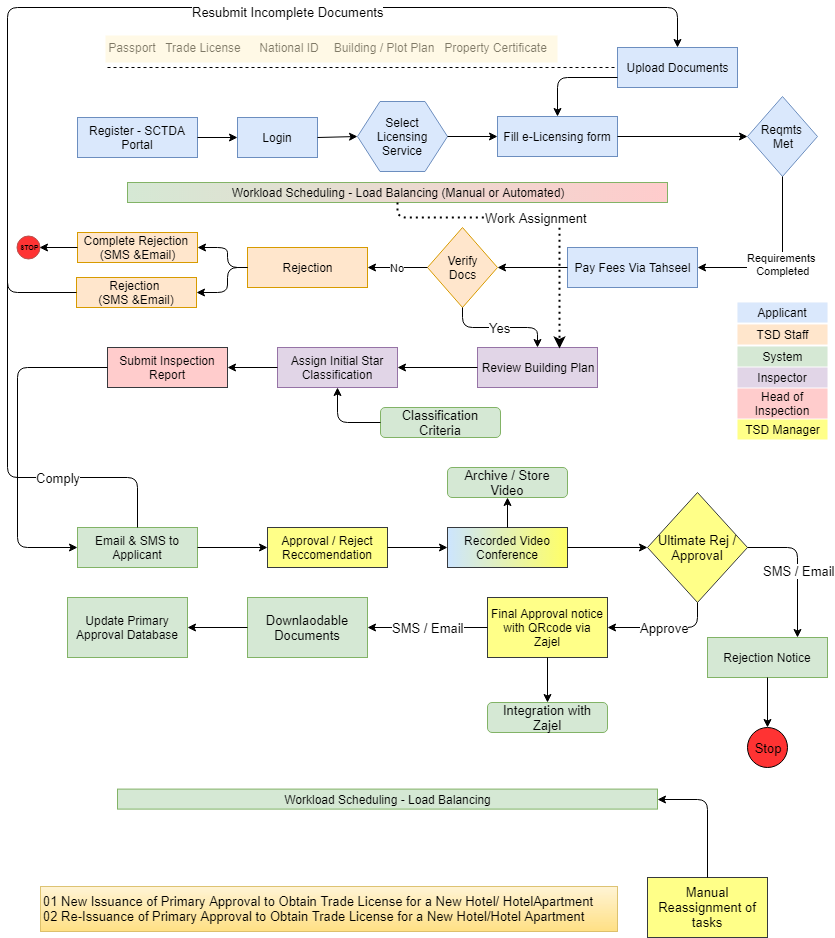 Resubmit Incomplete Documents
Passport Trade License National ID Building / Plot Plan Property Certificate
Upload Documents
Register - SCTDA
Portal
Login
Select
Licensing
Service
Fill e-Licensing form
Reqmts
Met
Workload Scheduling - Load Balancing (Manual or Automated)
Work Assignment
STOP
Complete Rejection
(SMS &Email)
Rejection
(SMS &Email)
Rejection
No
Verify
Docs
Pay Fees Via Tahseel
Requirements
Completed
Yes
Applicant
TSD Staff
System
Inspector
Head of
Inspection
TSD Manager
Submit Inspection
Report
Assign Initial Star
Classification
Review Building Plan
Classification
Criteria
Comply
Archive / Store
Video
Email & SMS to
Applicant
Approval / Reject
Reccomendation
Recorded Video
Conference
Ultimate Rej /
Approval
SMS / Email
Update Primary
Approval Database
Downlaodable
Documents
SMS / Email
Final Approval notice
with QRcode via
Zajel
Approve
Rejection Notice
Integration with
Zajel
Stop
Workload Scheduling - Load Balancing
01 New Issuance of Primary Approval to Obtain Trade License for a New Hotel/ HotelApartment
02 Re-Issuance of Primary Approval to Obtain Trade License for a New Hotel/Hotel Apartment
Manual
Reassignment of
tasks